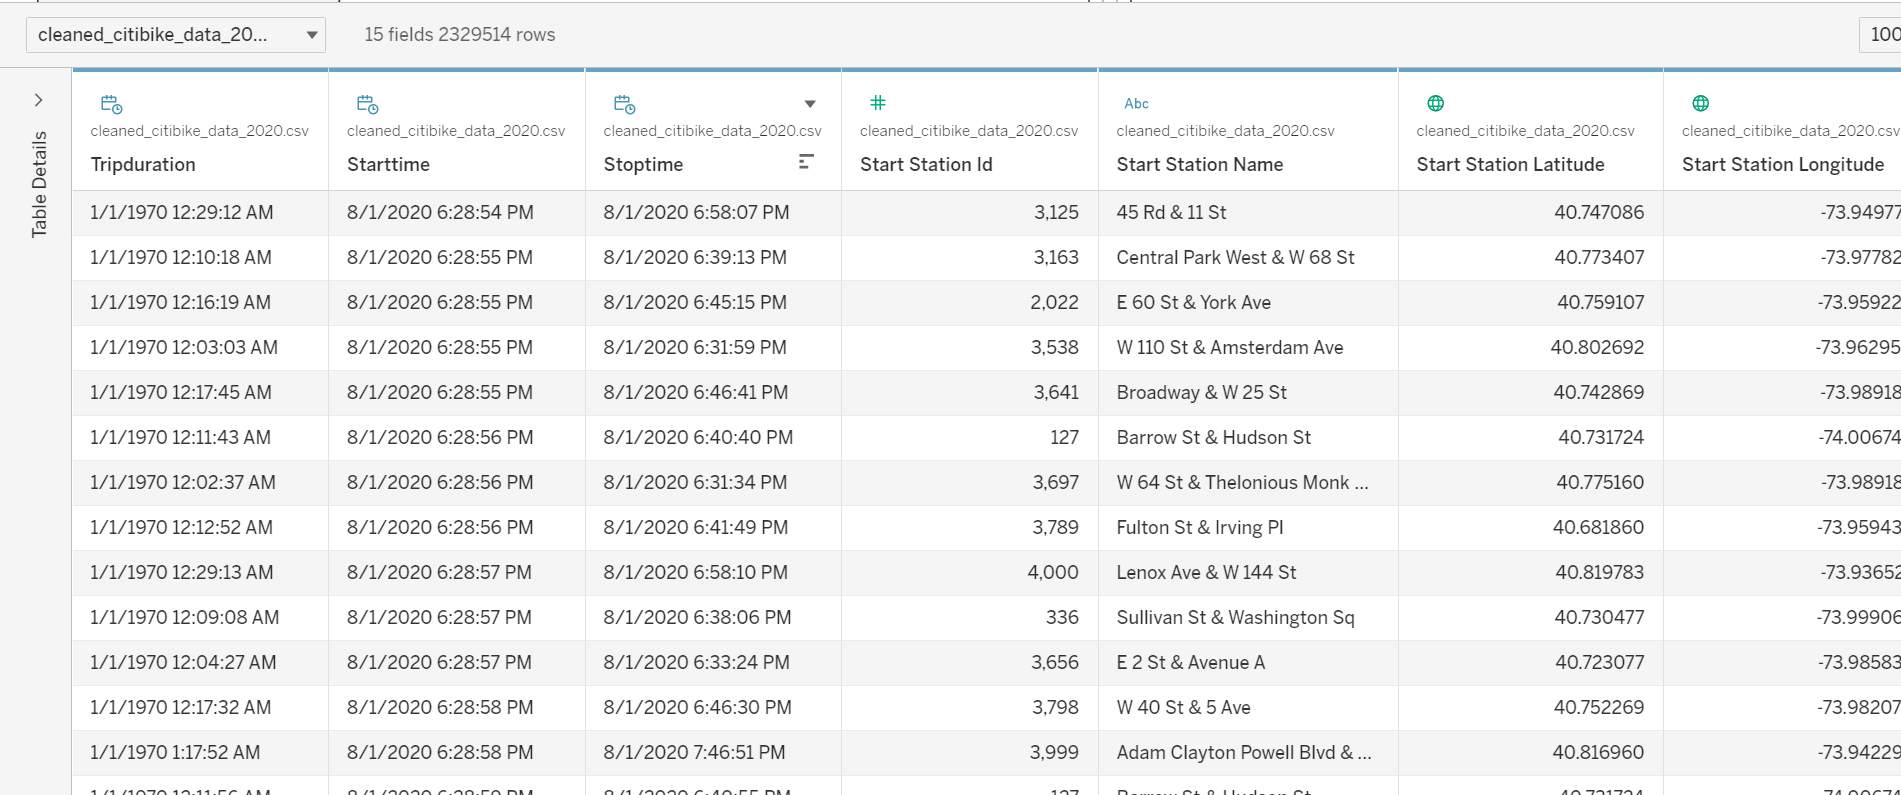 cleaned_citibike_data_20... 15 fields 2329514 rows 100
Table Details
Abc
cleaned_citibike_data_2020.csv cleaned_citibike_data_2020.csv cleaned_citibike_data_2020.csv cleaned_citibike_data_2020.csv cleaned_citibike_data_2020.csv cleaned_citibike_data_2020.csv cleaned_citibike_data_2020.csv
Tripduration Starttime Stoptime Start Station Id Start Station Name Start Station Latitude Start Station Longitude
1/1/1970 12:29:12 AM 8/1/2020 6:28:54 PM 8/1/2020 6:58:07 PM 3,125 45 Rd & 11 St 40.747086 -73.94977
1/1/1970 12:10:18 AM 8/1/2020 6:28:55 PM 8/1/2020 6:39:13 PM 3,163 Central Park West & W 68 St 40.773407 -73.97782
1/1/1970 12:16:19 AM 8/1/2020 6:28:55 PM 8/1/2020 6:45:15 PM 2,022 E 60 St & York Ave 40.759107 -73.95922
1/1/1970 12:03:03 AM 8/1/2020 6:28:55 PM 8/1/2020 6:31:59 PM 3,538 W 110 St & Amsterdam Ave 40.802692 -73.96295
1/1/1970 12:17:45 AM 8/1/2020 6:28:55 PM 8/1/2020 6:46:41 PM 3,641 Broadway & W 25 St 40.742869 -73.98918
1/1/1970 12:11:43 AM 8/1/2020 6:28:56 PM 8/1/2020 6:40:40 PM 127 Barrow St & Hudson St 40.731724 -74.00674
1/1/1970 12:02:37 AM 8/1/2020 6:28:56 PM 8/1/2020 6:31:34 PM 3,697 W 64 St & Thelonious Monk ... 40.775160 -73.98918
1/1/1970 12:12:52 AM 8/1/2020 6:28:56 PM 8/1/2020 6:41:49 PM 3,789 Fulton St & Irving Pl 40.681860 -73.95943
1/1/1970 12:29:13 AM 8/1/2020 6:28:57 PM 8/1/2020 6:58:10 PM 4,000 Lenox Ave & W 144 St 40.819783 -73.93652
1/1/1970 12:09:08 AM 8/1/2020 6:28:57 PM 8/1/2020 6:38:06 PM 336 Sullivan St & Washington Sq 40.730477 -73.99906
1/1/1970 12:04:27 AM 8/1/2020 6:28:57 PM 8/1/2020 6:33:24 PM 3,656 E 2 St & Avenue A 40.723077 -73.98583
1/1/1970 12:17:32 AM 8/1/2020 6:28:58 PM 8/1/2020 6:46:30 PM 3,798 W 40 St & 5 Ave 40.752269 -73.98207
1/1/1970 1:17:52 AM 8/1/2020 6:28:58 PM 8/1/2020 7:46:51 PM 3,999 Adam Clayton Powell Blvd & ... 40.816960 -73.94229